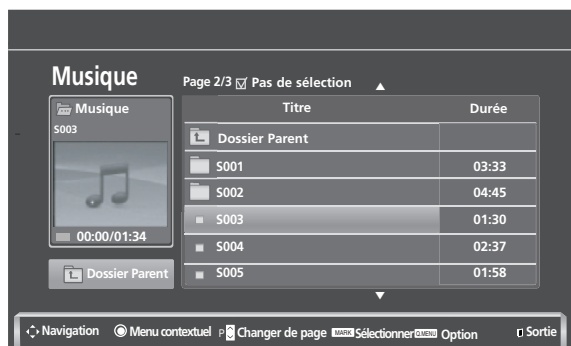 Musique
Page 2/3 Pas de sélection
Musique
S003
00:00/01:34
Dossier Parent
Titre Durée
Dossier Parent
S001 03:33
S002 04:45
S003 01:30
S004 02:37
S005 01:58
Navigation Menu contextuel P Changer de page MARK Sélectionner Q.MENU Option Sortie